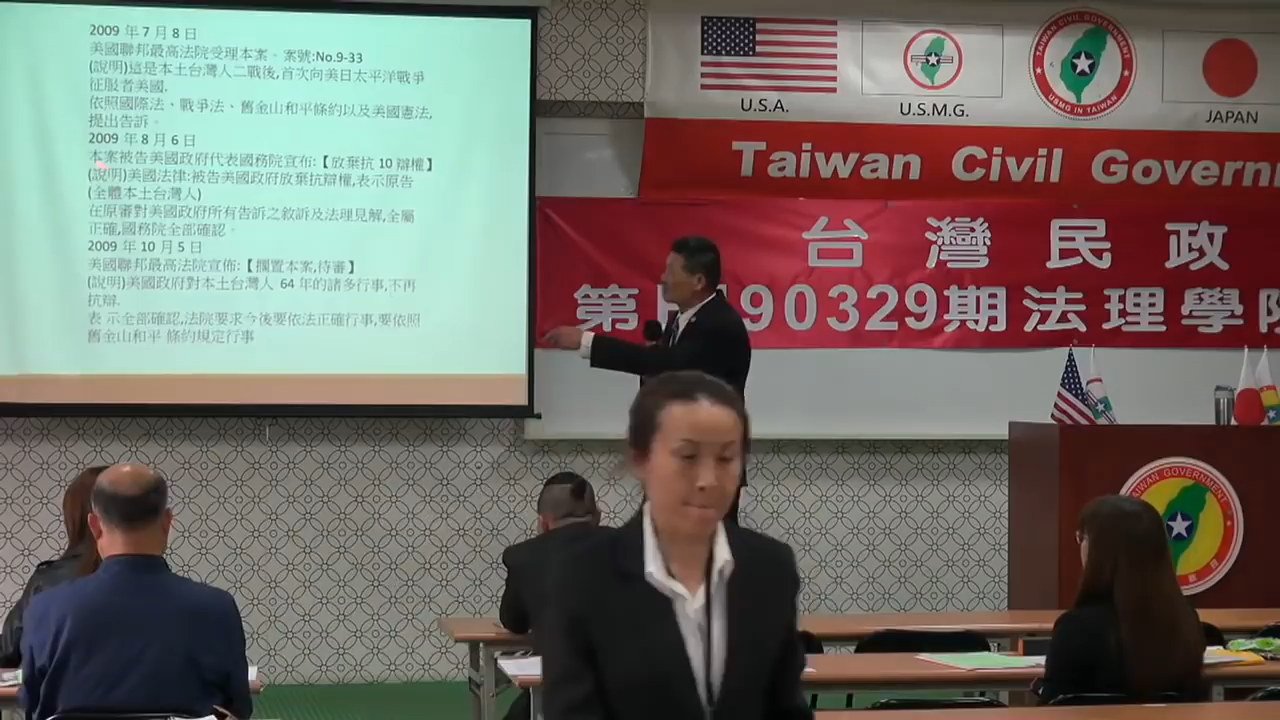 2009 年 7 月 8 日
美國聯邦最高法院受理本案、案號:No.9-33
(說明)這是本土台灣人二戰後,首次向美日太平洋戰爭
征服者美國.
依照國際法、戰爭法、舊金山和平條約以及美國憲法,
提出告訴。
2009 年 8 月 6 日
本案被告美國政府代表國務院宣布:【放棄抗 10 辯權】
(說明)美國法律:被告美國政府放棄抗辯權,表示原告
(全體本土台灣人)
在原審對美國政府所有告訴之敘訴及法理見解,全屬
正確,國務院全部確認。
2009 年 10 月 5 日
美國聯邦最高法院宣佈:【擱置本案,待審】
(說明)美國政府對本土台灣人 64 年的諸多行事,不再
抗辯.
表 示全部確認,法院要求今後要依法正確行事,要依照
舊金山和平 條約規定行事
U.S.A.
U.S.M.G.
TAIWAN CIVIL GOVERNMENT
USMG IN TAIWAN
JAPAN
Taiwan Civil Governm
台灣民政
第 90329期法理學院
TAIWAN GOVERNMENT